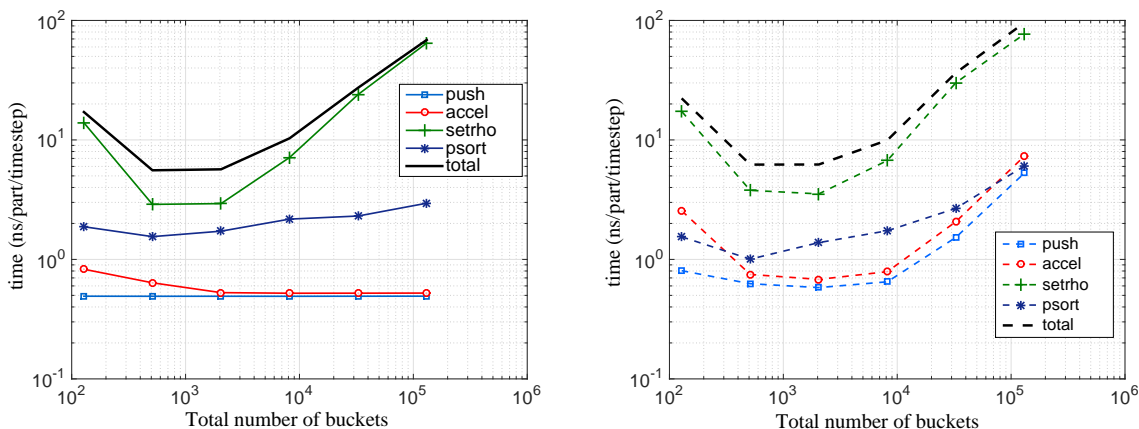 time (ns/part/timestep)
10^2
10^1
10^0
10^-1
10^2
10^3
10^4
10^5
10^6
Total number of buckets
push
accel
setrho
psort
total
time (ns/part/timestep)
10^2
10^1
10^0
10^-1
10^2
10^3
10^4
10^5
10^6
Total number of buckets
push
accel
setrho
psort
total